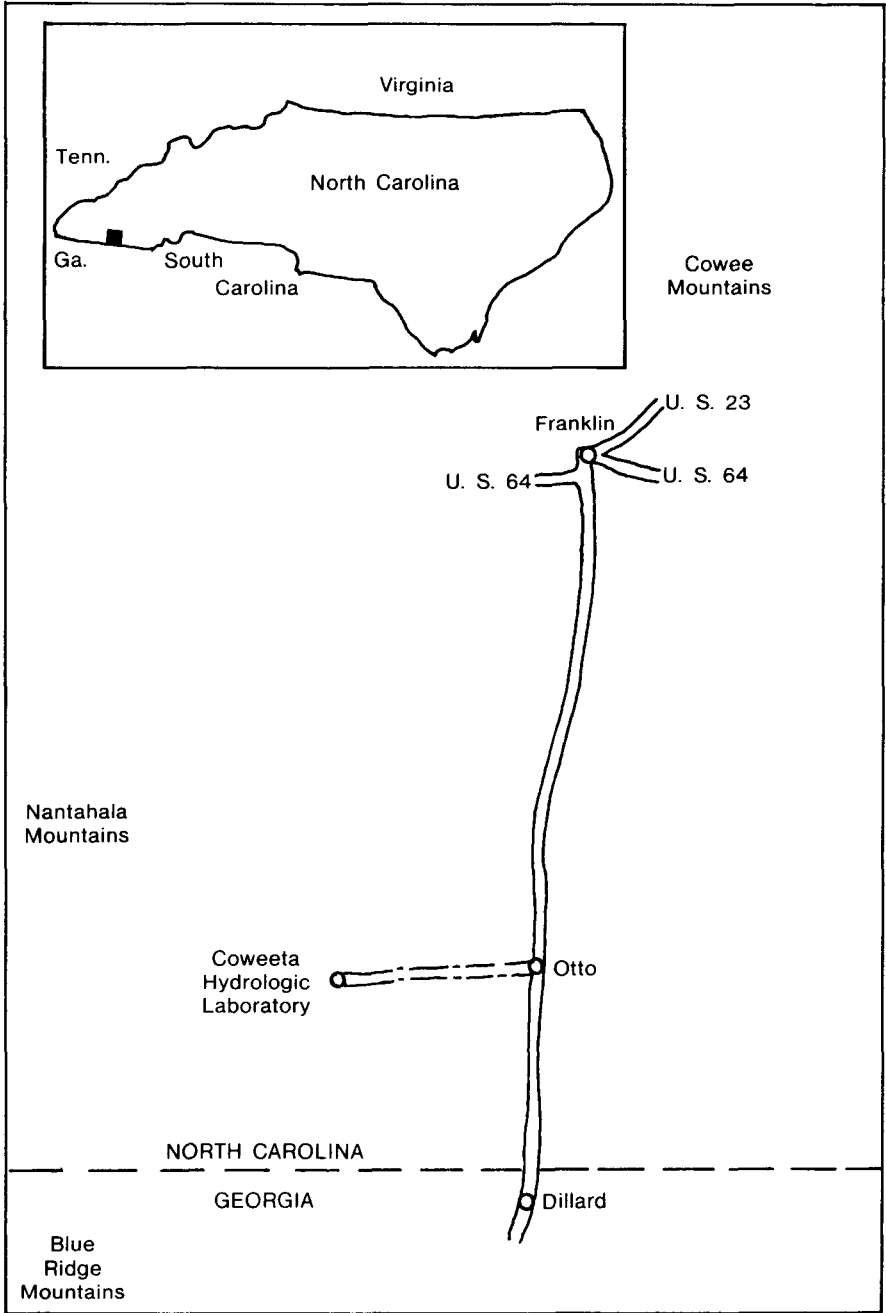 Virginia
Tenn.
North Carolina
Ga.
South
Carolina
Cowee
Mountains
U. S. 23
Franklin
U. S. 64
U. S. 64
Nantahala
Mountains
Coweeta
Hydrologic
Laboratory
Otto
NORTH CAROLINA
GEORGIA
Dillard
Blue
Ridge
Mountains